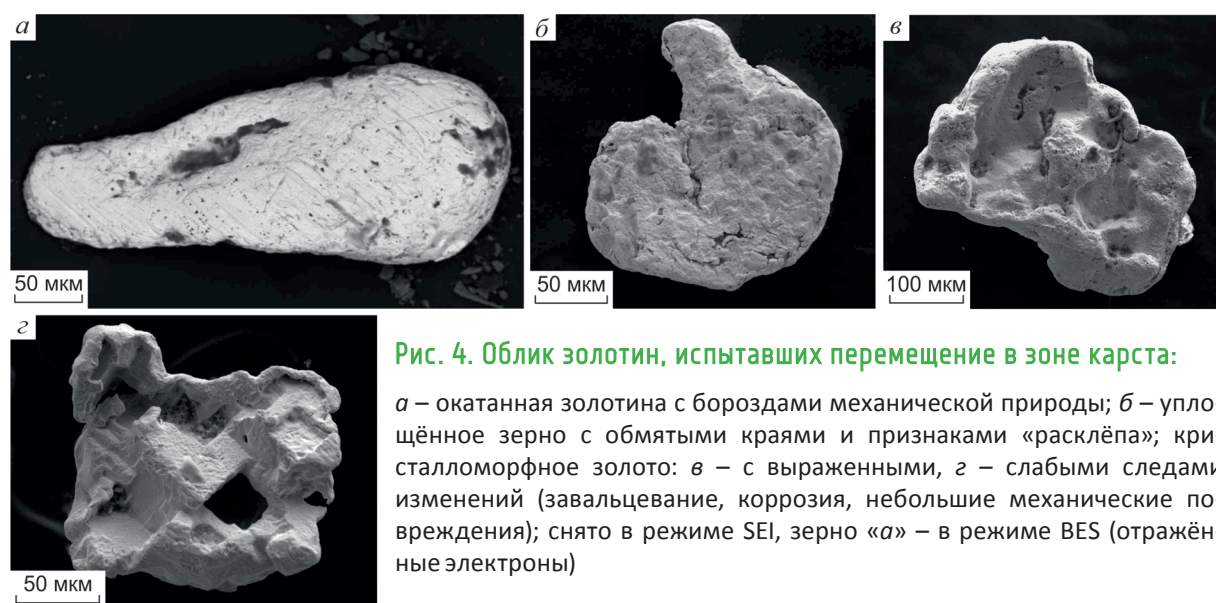 а
50 мкм
б
50 мкм
в
100 мкм
г
50 мкм
Рис. 4. Облик золотин, испытавших перемещение в зоне карста:
а – окатанная золотина с бороздами механической природы; б – упло-
щённое зерно с обмятыми краями и признаками «расклёпа»; кри-
сталломорфное золото: в – с выраженными, г – слабыми следами
изменений (завальцевание, коррозия, небольшие механические по-
вреждения); снято в режиме SEI, зерно «а» – в режиме BES (отражён-
ные электроны)